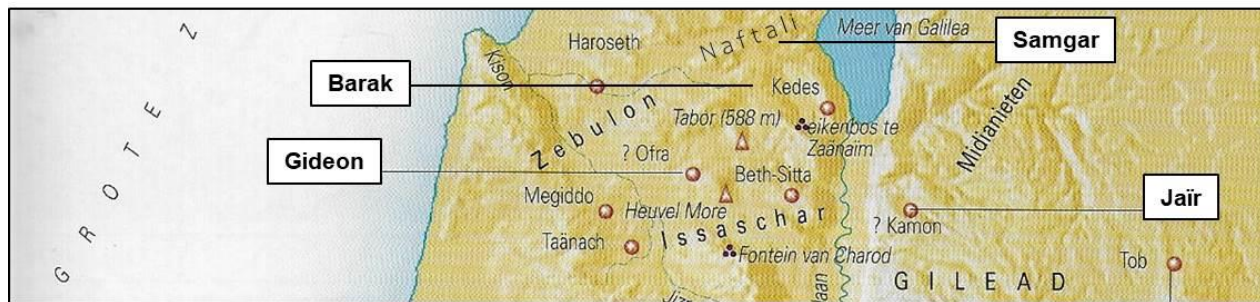 GROTE Z
Kison
Haroseth
Naftali
Meer van Galilea
Samgar
Barak
Kedes
Zebulon
Tabor (588 m)
eikenbos te
Zaänaïm
Midianieten
Gideon
? Ofra
Beth-Sitta
Jaïr
Megiddo
Heuvel More
Issaschar
? Kamon
Taänach
Fontein van Charod
Tob
GILEAD